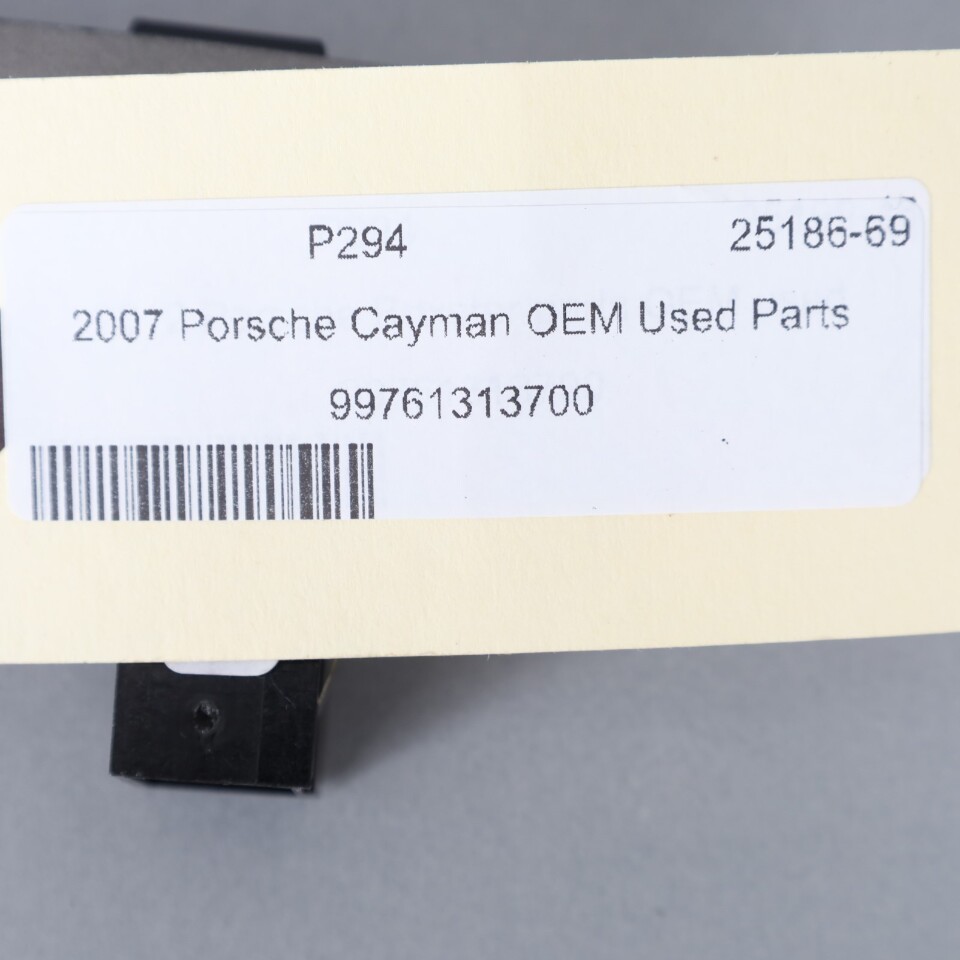 P294 25186-69
2007 Porsche Cayman OEM Used Parts
99761313700